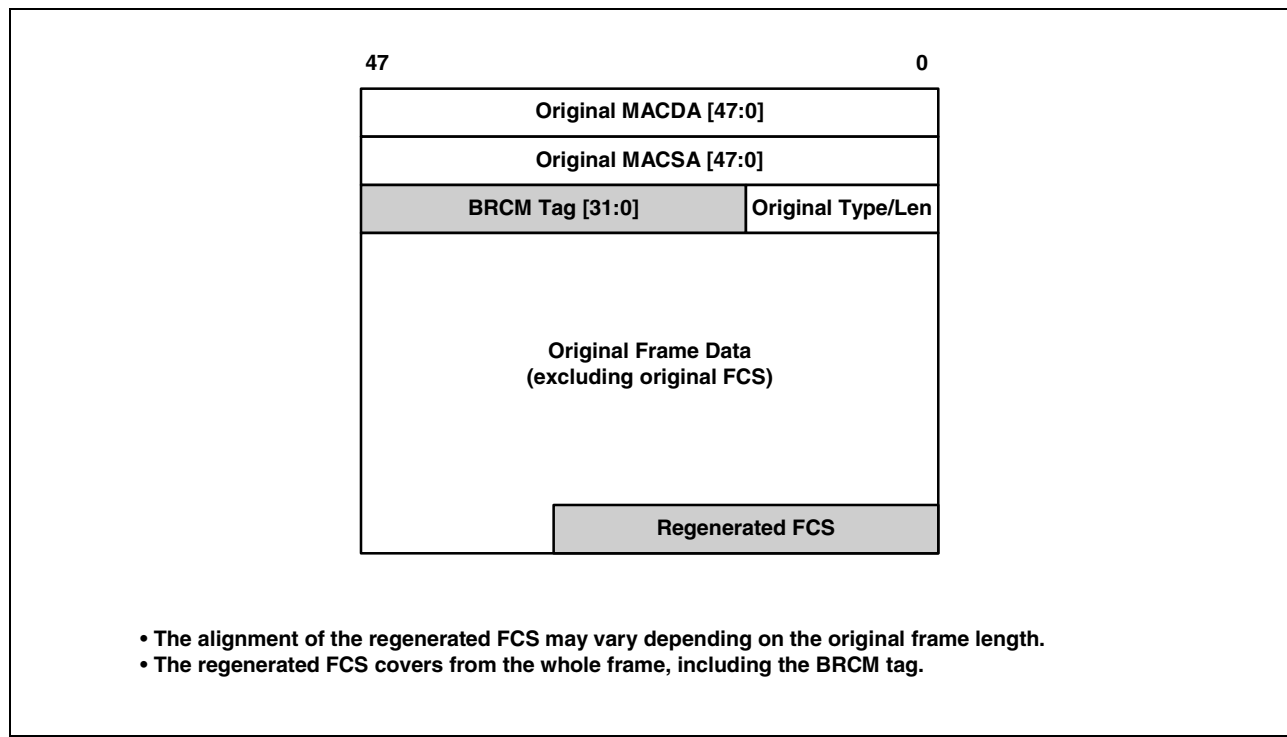 47 0
Original MACDA [47:0]
Original MACSA [47:0]
BRCM Tag [31:0] Original Type/Len
Original Frame Data
(excluding original FCS)
Regenerated FCS
• The alignment of the regenerated FCS may vary depending on the original frame length.
• The regenerated FCS covers from the whole frame, including the BRCM tag.